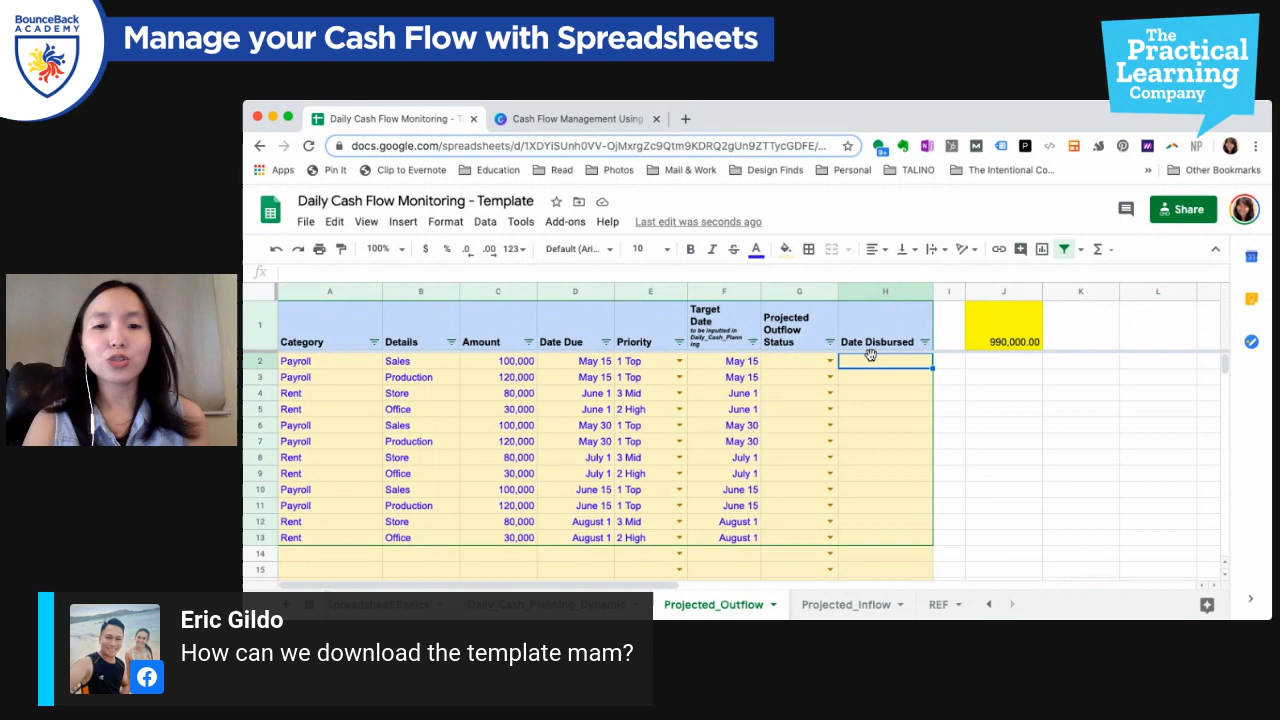 BounceBack
ACADEMY
Manage your Cash Flow with Spreadsheets
The
Practical
Learning
Company
Daily Cash Flow Monitoring - T
Cash Flow Management Using
docs.google.com/spreadsheets/d/1XDYiSUnh0VV-OjMxrgZc9Qtm9KDRQ2gUn9ZTTycGDFE/...
NP
Apps Pin It Clip to Evernote Education Read Photos Mail & Work Design Finds Personal TALINO The Intentional Co... » Other Bookmarks
Daily Cash Flow Monitoring - Template
File Edit View Insert Format Data Tools Add-ons Help Last edit was seconds ago
Share
100% $ % .0 .00 123 Default (Ari... 10 B I S A
fx
A B C D E F G H I J K L
1 Category Details Amount Date Due Priority Target Date to be inputted in Daily_Cash_Planning Projected Outflow Status Date Disbursed 990,000.00
2 Payroll Sales 100,000 May 15 1 Top May 15
3 Payroll Production 120,000 May 15 1 Top May 15
4 Rent Store 80,000 June 1 3 Mid June 1
5 Rent Office 30,000 June 1 2 High June 1
6 Payroll Sales 100,000 May 30 1 Top May 30
7 Payroll Production 120,000 May 30 1 Top May 30
8 Rent Store 80,000 July 1 3 Mid July 1
9 Rent Office 30,000 July 1 2 High July 1
10 Payroll Sales 100,000 June 15 1 Top June 15
11 Payroll Production 120,000 June 15 1 Top June 15
12 Rent Store 80,000 August 1 3 Mid August 1
13 Rent Office 30,000 August 1 2 High August 1
14
15
Spreadsheet Basics Daily_Cash_Planning_Dynamic Projected_Outflow Projected_Inflow REF
Eric Gildo
How can we download the template mam?